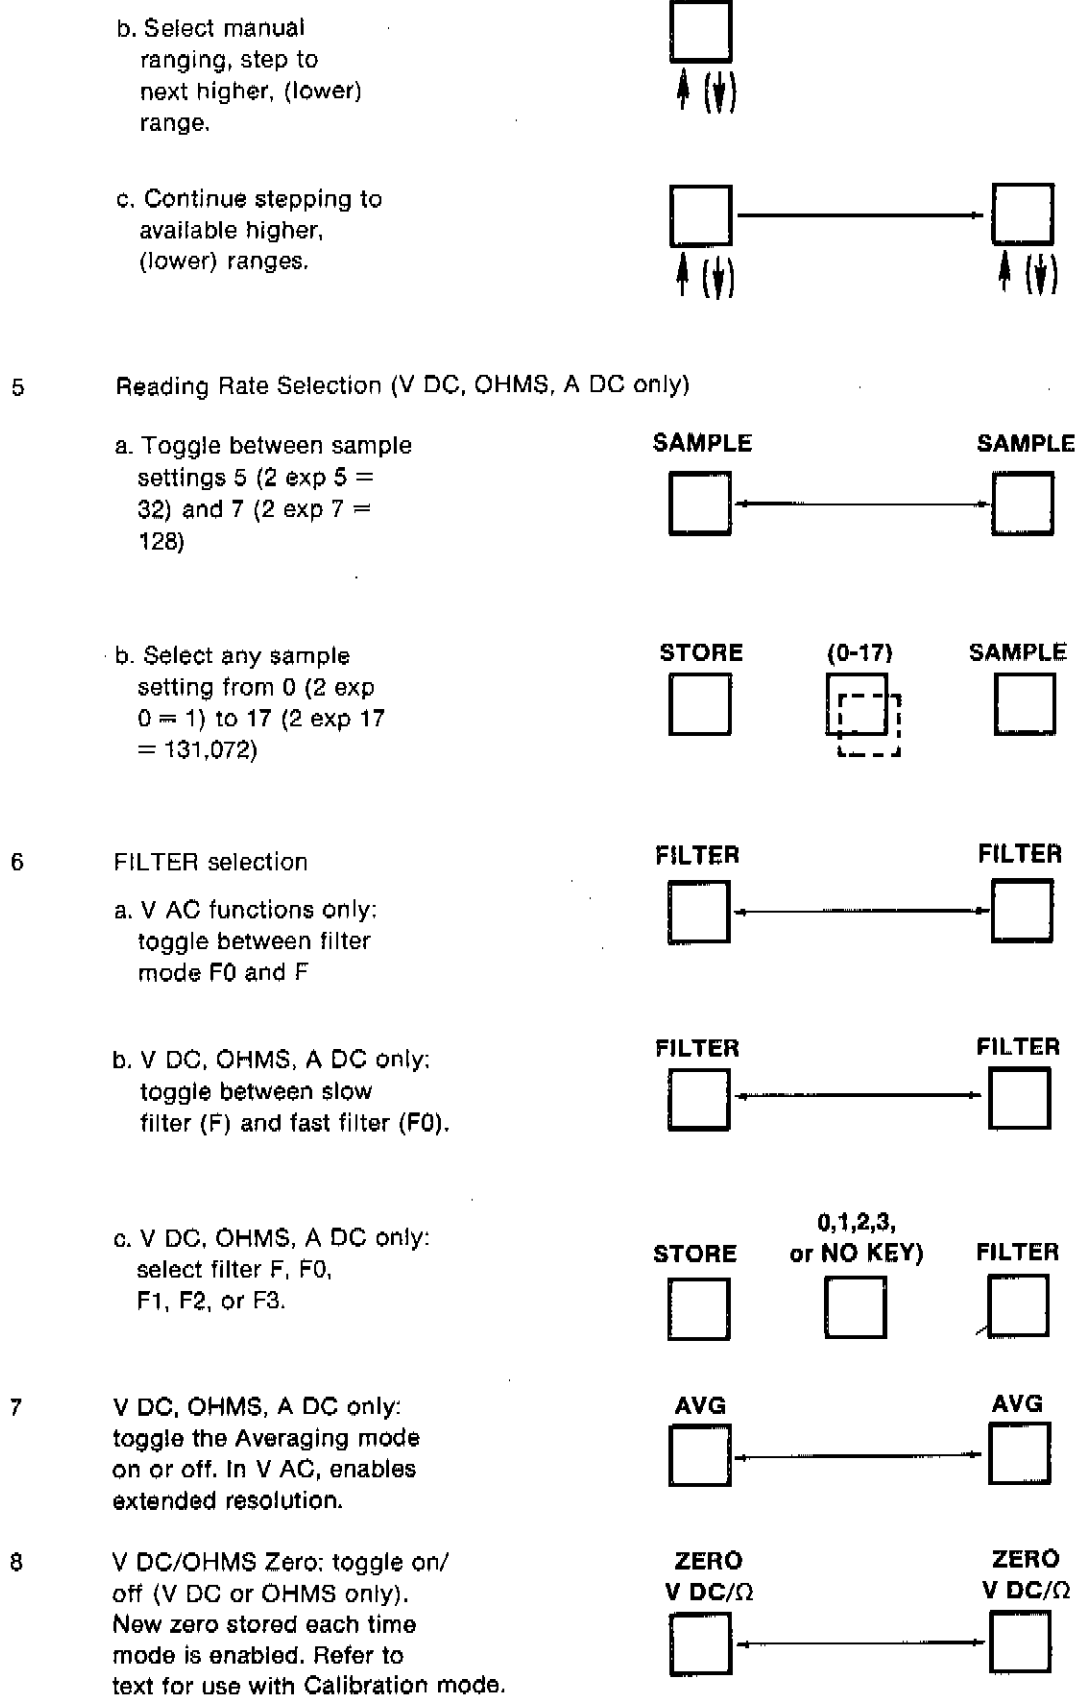 b. Select manual
ranging, step to
next higher, (lower)
range.
c. Continue stepping to
available higher,
(lower) ranges.
5 Reading Rate Selection (V DC, OHMS, A DC only)
a. Toggle between sample
settings 5 (2 exp 5 =
32) and 7 (2 exp 7 =
128)
SAMPLE SAMPLE
b. Select any sample
setting from 0 (2 exp
0 = 1) to 17 (2 exp 17
= 131,072)
STORE (0-17) SAMPLE
6 FILTER selection
FILTER FILTER
a. V AC functions only:
toggle between filter
mode F0 and F
b. V DC, OHMS, A DC only:
toggle between slow
filter (F) and fast filter (F0).
FILTER FILTER
c. V DC, OHMS, A DC only:
select filter F, F0,
F1, F2, or F3.
0,1,2,3,
STORE or NO KEY) FILTER
7 V DC, OHMS, A DC only:
toggle the Averaging mode
on or off. In V AC, enables
extended resolution.
AVG AVG
8 V DC/OHMS Zero: toggle on/
off (V DC or OHMS only).
New zero stored each time
mode is enabled. Refer to
text for use with Calibration mode.
ZERO ZERO
V DC/Ω V DC/Ω